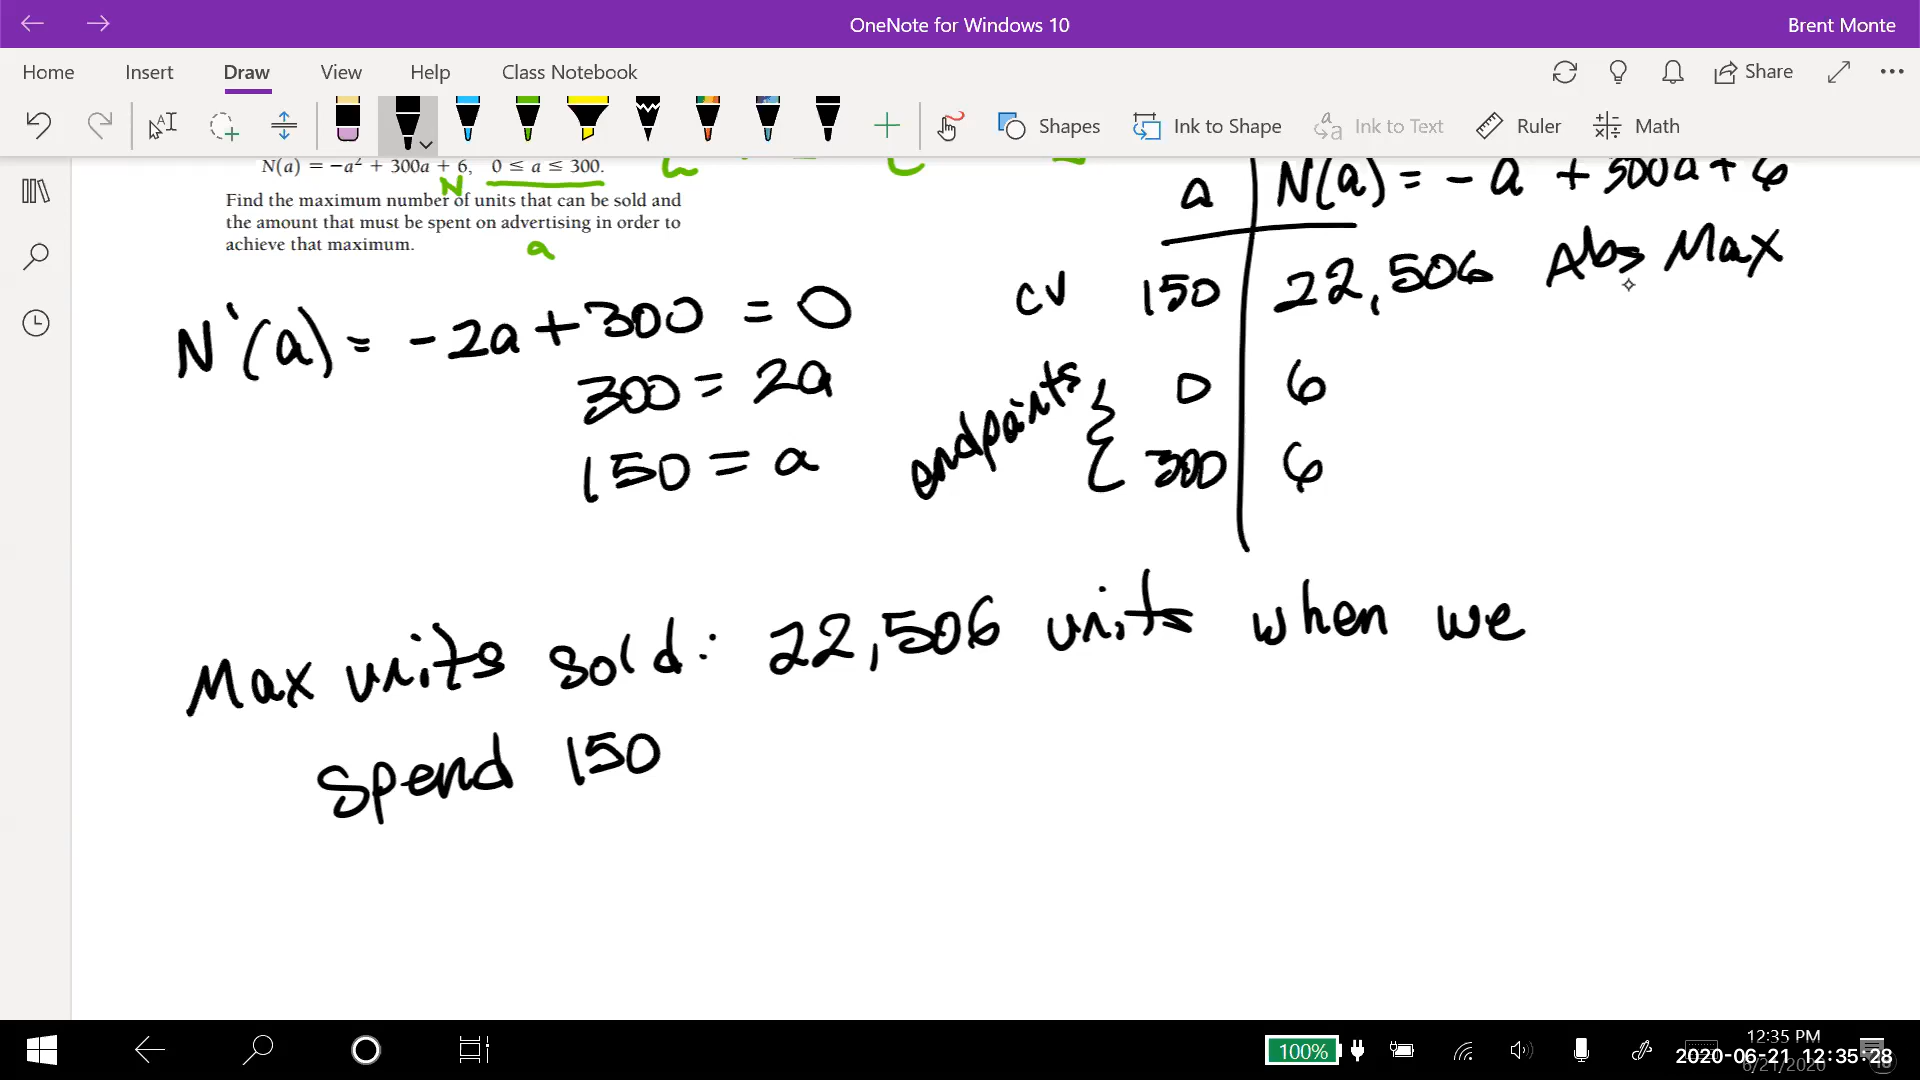 OneNote for Windows 10
Brent Monte
Home Insert Draw View Help Class Notebook
Share
Shapes Ink to Shape Ink to Text Ruler Math
N(a) = −a² + 300a + 6, 0 ≤ a ≤ 300.
N
Find the maximum number of units that can be sold and
the amount that must be spent on advertising in order to
achieve that maximum.
a
N'(a) = -2a + 300 = 0
300 = 2a
150 = a
a N(a) = - a + 300a + 6
CV 150 22,506 Abs Max
endpoints { 0 6
300 6
Max units sold: 22,506 units when we
spend 150
100%
12:35 PM
2020-06-21 12:35:28
6/21/2020
18